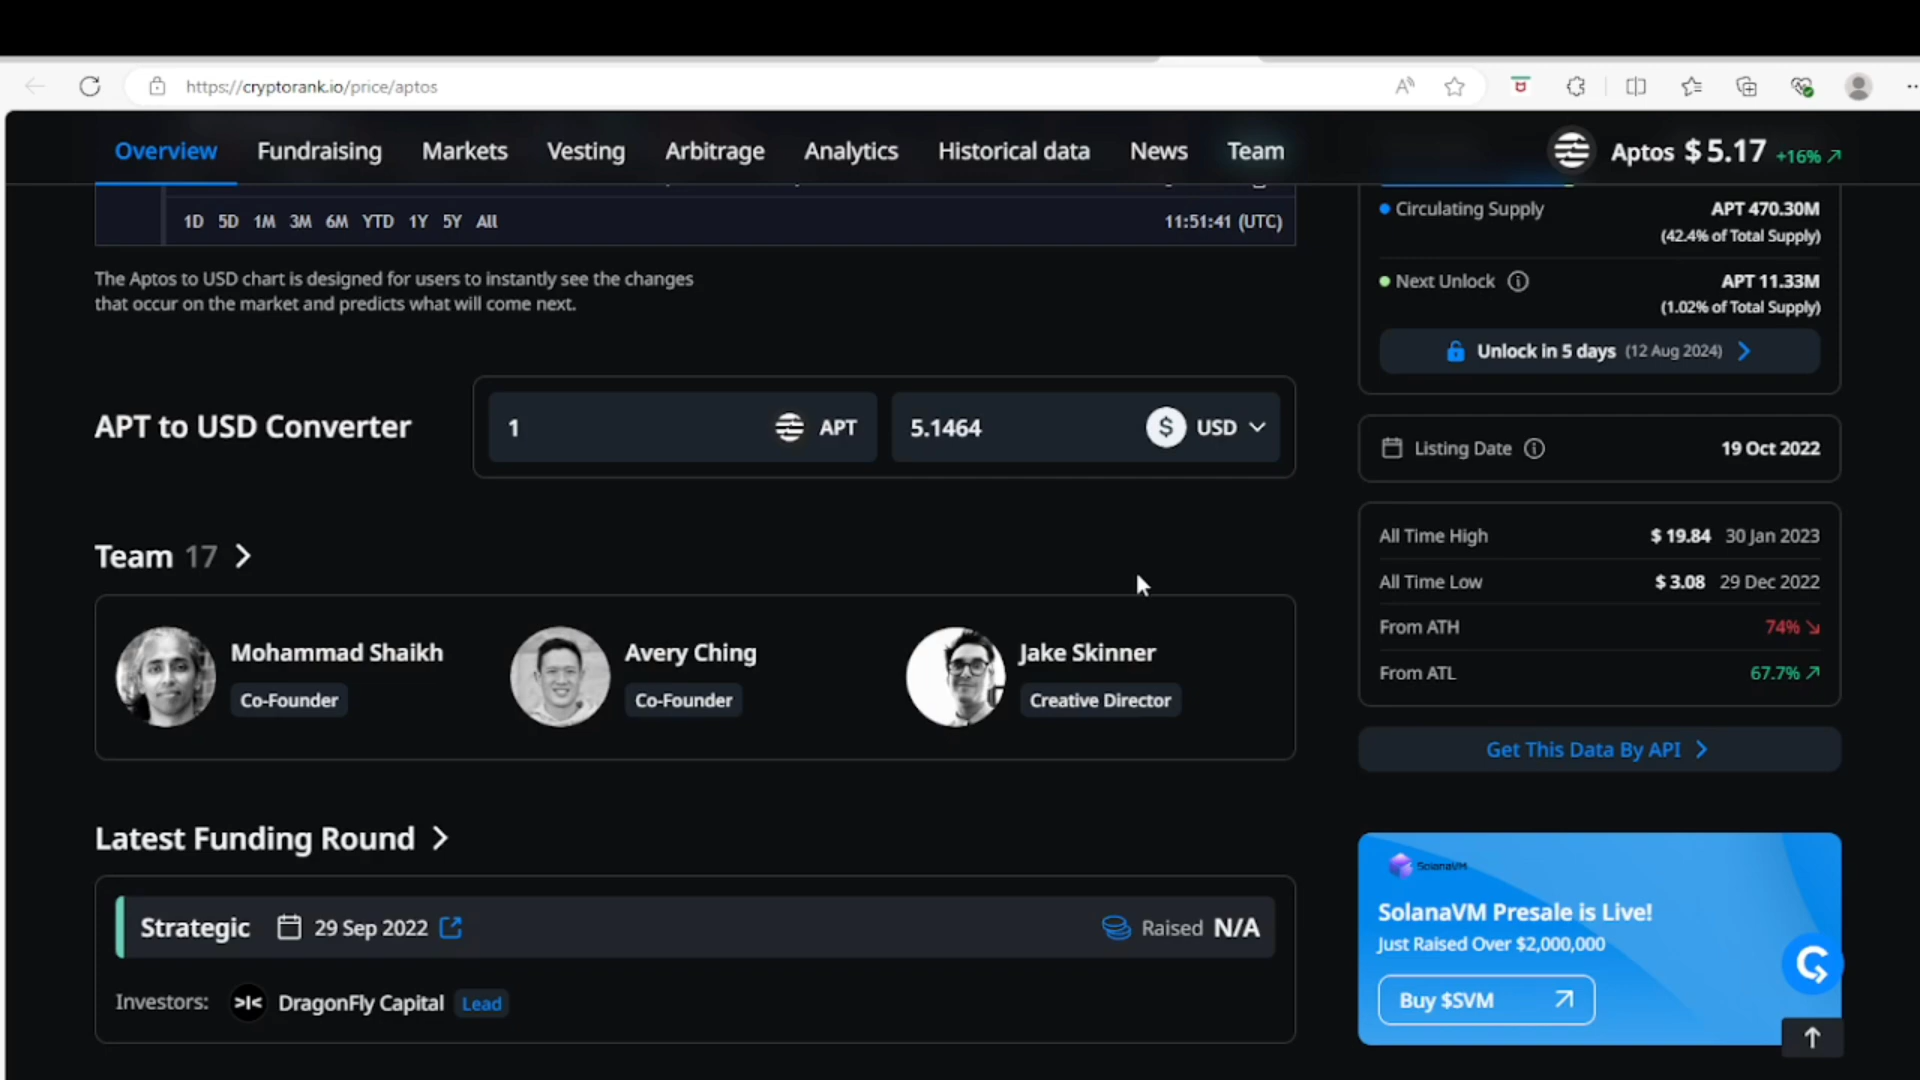 https://cryptorank.io/price/aptos
Overview Fundraising Markets Vesting Arbitrage Analytics Historical data News Team
Aptos $ 5.17 +16%
1D 5D 1M 3M 6M YTD 1Y 5Y All
11:51:41 (UTC)
The Aptos to USD chart is designed for users to instantly see the changes
that occur on the market and predicts what will come next.
APT to USD Converter
1 APT
5.1464 USD
Team 17
Mohammad Shaikh
Co-Founder
Avery Ching
Co-Founder
Jake Skinner
Creative Director
Latest Funding Round
Strategic 29 Sep 2022 Raised N/A
Investors: DragonFly Capital Lead
Circulating Supply APT 470.30M
(42.4% of Total Supply)
Next Unlock APT 11.33M
(1.02% of Total Supply)
Unlock in 5 days (12 Aug 2024)
Listing Date 19 Oct 2022
All Time High $ 19.84 30 Jan 2023
All Time Low $ 3.08 29 Dec 2022
From ATH 74%
From ATL 67.7%
Get This Data By API
SolanaVM
SolanaVM Presale is Live!
Just Raised Over $2,000,000
Buy $SVM